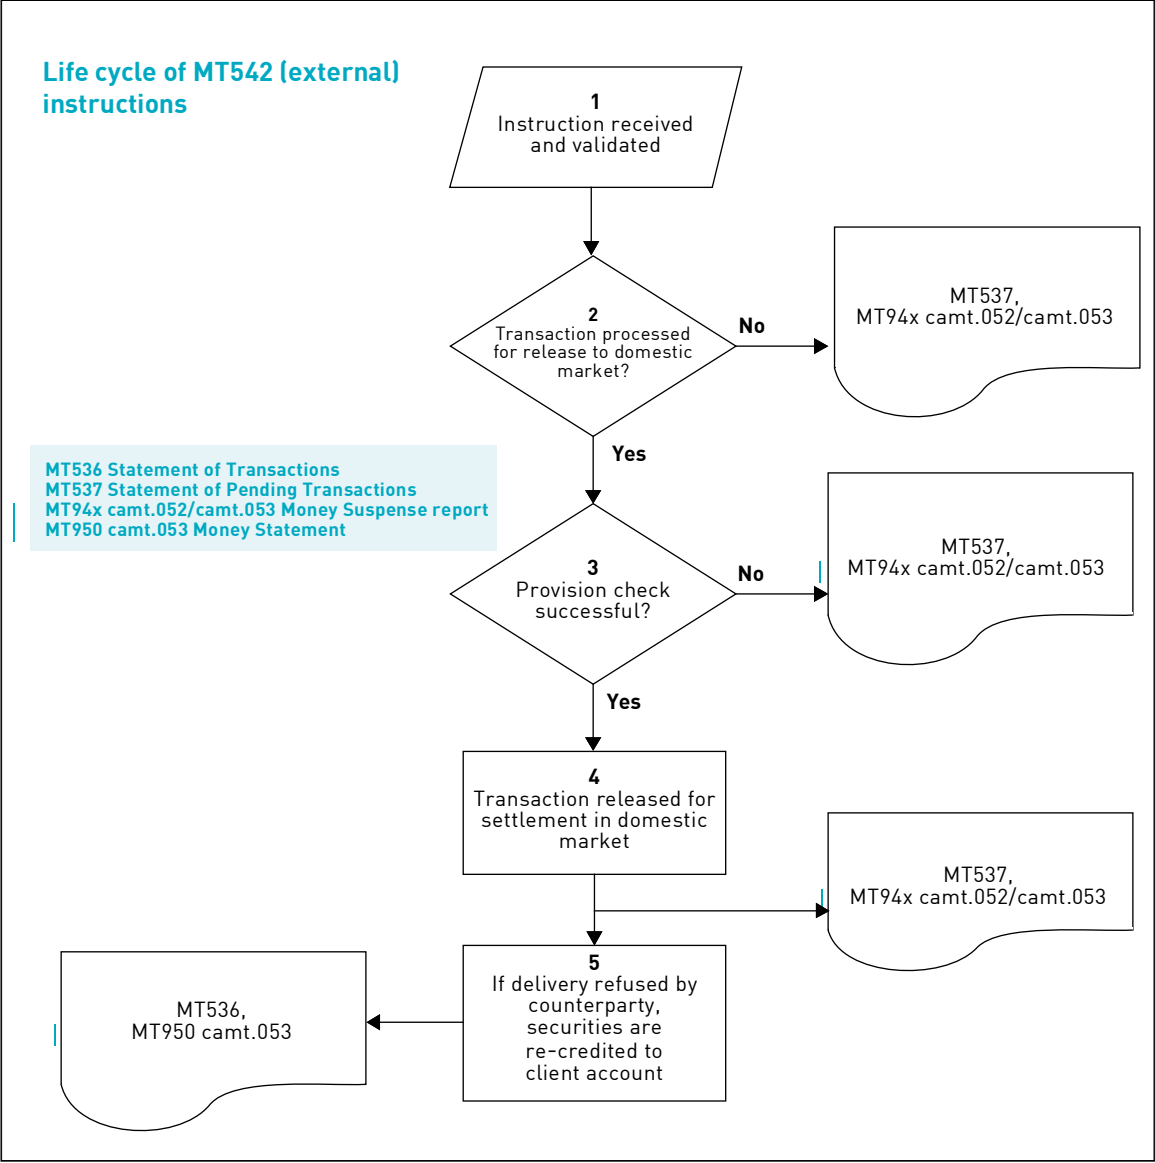 Life cycle of MT542 (external)
instructions
1
Instruction received
and validated
2
Transaction processed
for release to domestic
market?
No
MT537,
MT94x camt.052/camt.053
Yes
MT536 Statement of Transactions
MT537 Statement of Pending Transactions
MT94x camt.052/camt.053 Money Suspense report
MT950 camt.053 Money Statement
3
Provision check
successful?
No
MT537,
MT94x camt.052/camt.053
Yes
4
Transaction released for
settlement in domestic
market
MT537,
MT94x camt.052/camt.053
5
If delivery refused by
counterparty,
securities are
re-credited to
client account
MT536,
MT950 camt.053